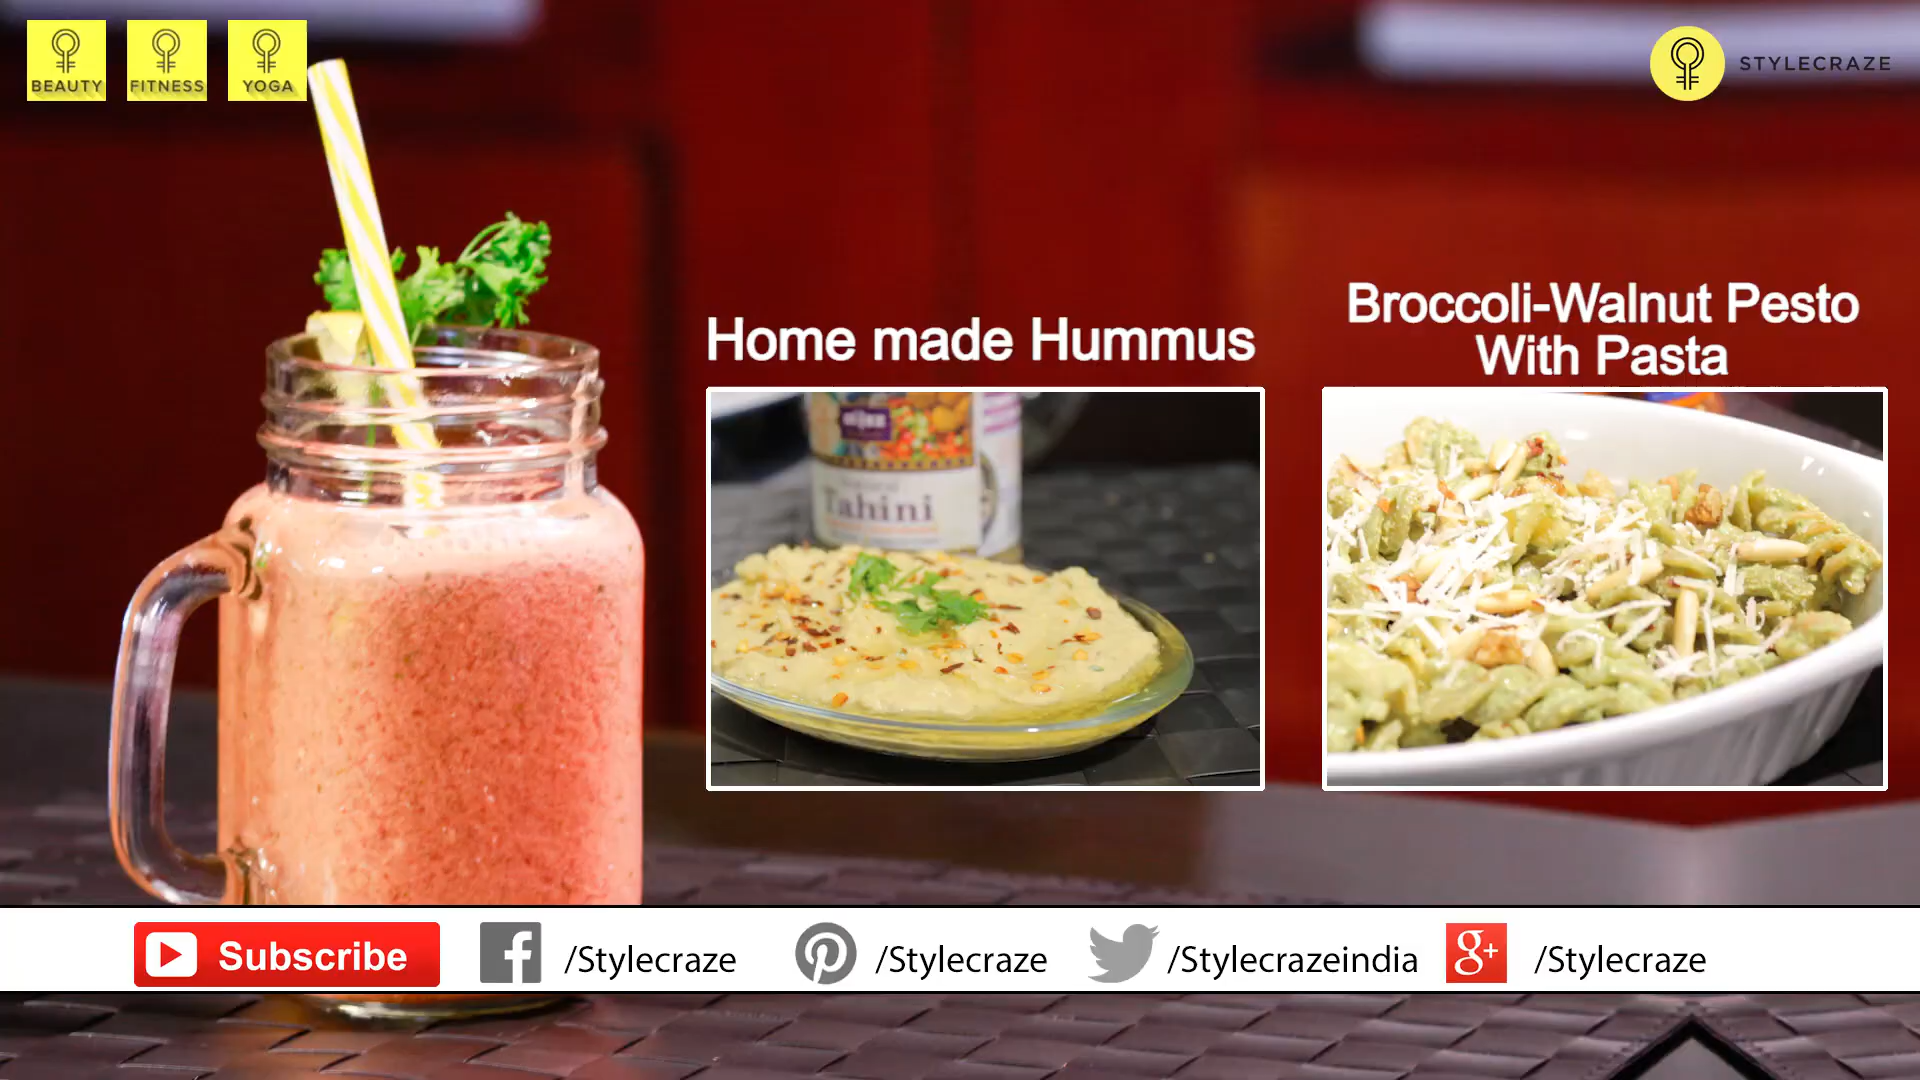 BEAUTY
FITNESS
YOGA
STYLECRAZE
Home made Hummus
Broccoli-Walnut Pesto
With Pasta
Tahini
Subscribe
/Stylecraze
/Stylecraze
/Stylecrazeindia
g+
/Stylecraze